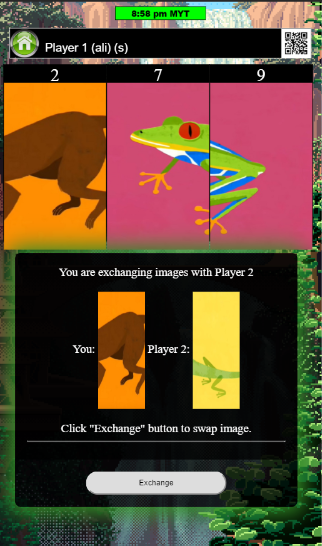 8:58 pm MYT
Player 1 (ali) (s)
2 7 9
You are exchanging images with Player 2
You: Player 2:
Click "Exchange" button to swap image.
Exchange